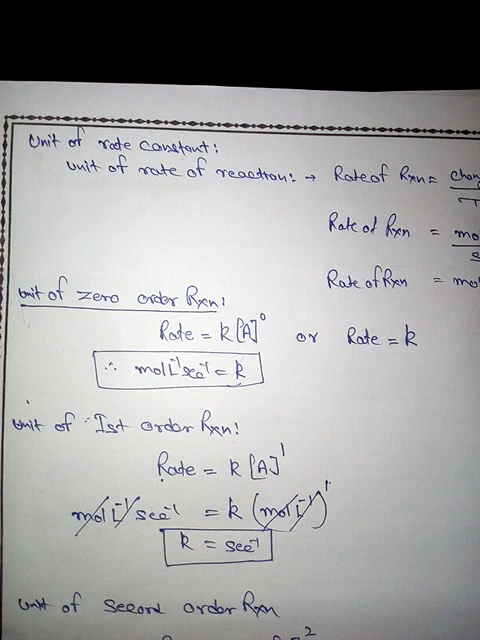 Unit of rate constant:
Unit of rate of reaction: → Rate of Rxn =
Rate of Rxn =
Rate of Rxn =
Unit of zero order Rxn:
Rate = k [A]⁰ or Rate = k
∴ mol L⁻¹ sec⁻¹ = k
Unit of Ist order Rxn:
Rate = k [A]¹
mol L⁻¹ sec⁻¹ = k (mol L⁻¹)¹
k = sec⁻¹
Unit of second order Rxn